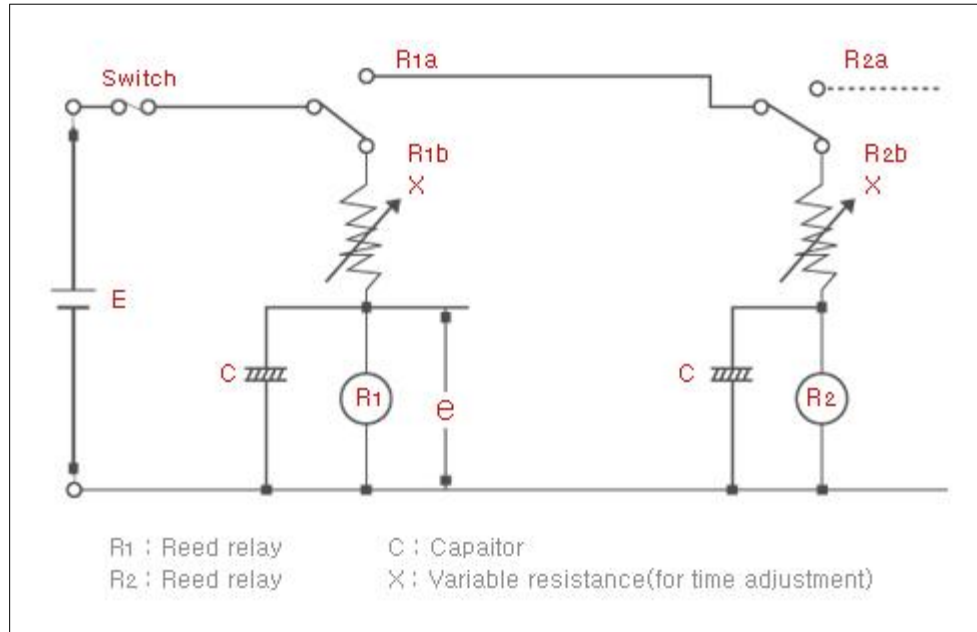 Switch
R1a
R2a
R1b
X
R2b
X
E
C
R1
e
C
R2
R1 : Reed relay
C : Capaitor
R2 : Reed relay
X : Variable resistance(for time adjustment)